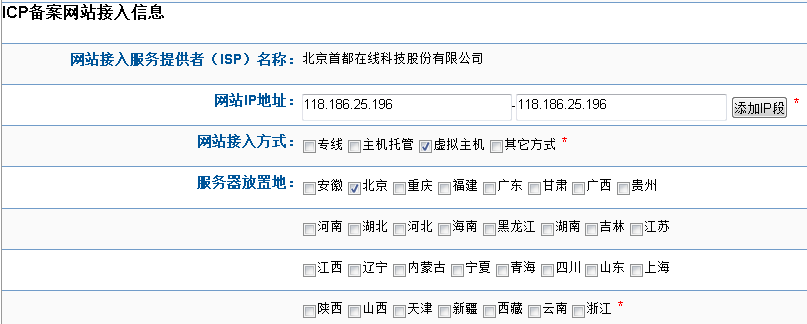 ICP备案网站接入信息
网站接入服务提供者（ISP）名称： 北京首都在线科技股份有限公司
网站IP地址： 118.186.25.196 - 118.186.25.196 添加IP段 *
网站接入方式： 专线 主机托管 虚拟主机 其它方式 *
服务器放置地： 安徽 北京 重庆 福建 广东 甘肃 广西 贵州
河南 湖北 河北 海南 黑龙江 湖南 吉林 江苏
江西 辽宁 内蒙古 宁夏 青海 四川 山东 上海
陕西 山西 天津 新疆 西藏 云南 浙江 *